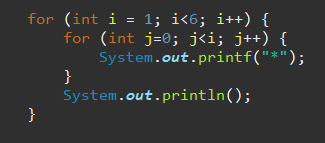 for (int i = 1; i<6; i++) {
    for (int j=0; j<i; j++) {
        System.out.printf("*");
    }
    System.out.println();
}